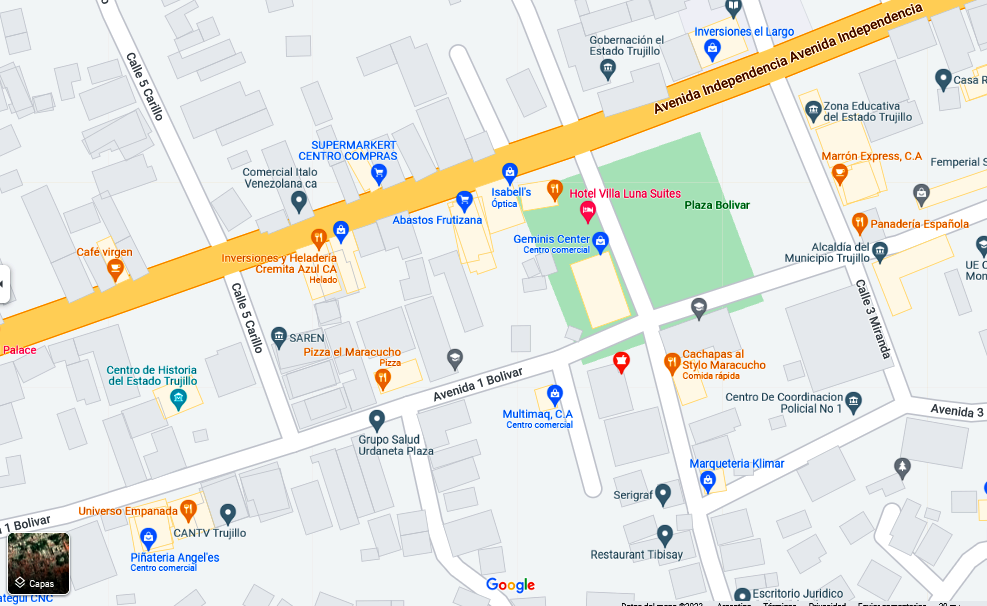 Inversiones el Largo
Avenida Independencia Avenida Independencia
Gobernación el
Estado Trujillo
Calle 5 Carillo
Casa R
Zona Educativa
del Estado Trujillo
SUPERMARKERT
CENTRO COMPRAS
Marrón Express, C.A
Femperial S
Comercial Italo
Venezolana ca
Isabell's
Óptica
Hotel Villa Luna Suites
Plaza Bolivar
Abastos Frutizana
Panadería Española
Geminis Center
Centro comercial
Alcaldía del
Municipio Trujillo
Café virgen
Inversiones y Heladeria
Cremita Azul CA
Helado
UE C
Mon
Calle 5 Carillo
Calle 3 Miranda
SAREN
Palace
Pizza el Maracucho
Pizza
Cachapas al
Stylo Maracucho
Comida rápida
Centro de Historia
del Estado Trujillo
Avenida 1 Bolivar
Centro De Coordinacion
Policial No 1
Avenida 3
Multimaq, C.A
Centro comercial
Grupo Salud
Urdaneta Plaza
Marqueteria Klimar
Serigraf
Universo Empanada
1 Bolivar
CANTV Trujillo
Piñateria Angel'es
Centro comercial
Restaurant Tibisay
Capas
Google
Escritorio Jurídico
ategui CNC